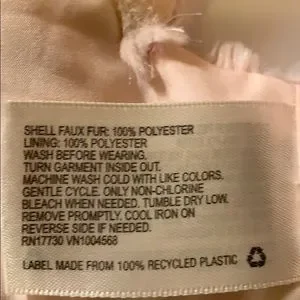 SHELL FAUX FUR: 100% POLYESTER
LINING: 100% POLYESTER
WASH BEFORE WEARING.
TURN GARMENT INSIDE OUT.
MACHINE WASH COLD WITH LIKE COLORS.
GENTLE CYCLE. ONLY NON-CHLORINE
BLEACH WHEN NEEDED. TUMBLE DRY LOW.
REMOVE PROMPTLY. COOL IRON ON
REVERSE SIDE IF NEEDED.
RN17730 VN1004568
LABEL MADE FROM 100% RECYCLED PLASTIC